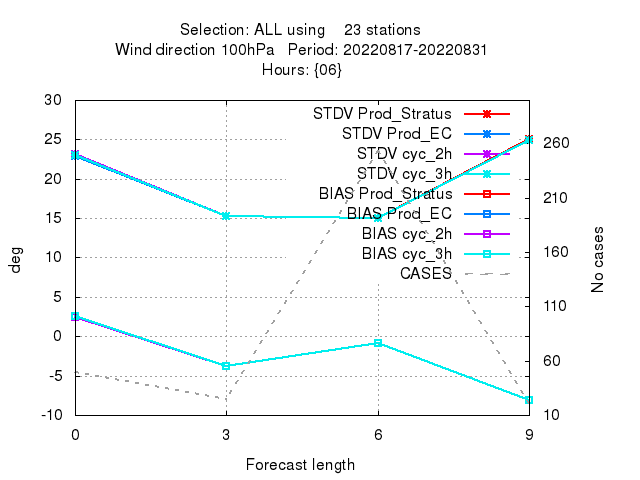 Selection: ALL using 23 stations
Wind direction 100hPa Period: 20220817-20220831
Hours: {06}
30
25
20
15
10
5
0
-5
-10
deg
STDV Prod_Stratus
STDV Prod_EC
STDV cyc_2h
STDV cyc_3h
BIAS Prod_Stratus
BIAS Prod_EC
BIAS cyc_2h
BIAS cyc_3h
CASES
260
210
160
110
60
10
No cases
0 3 6 9
Forecast length